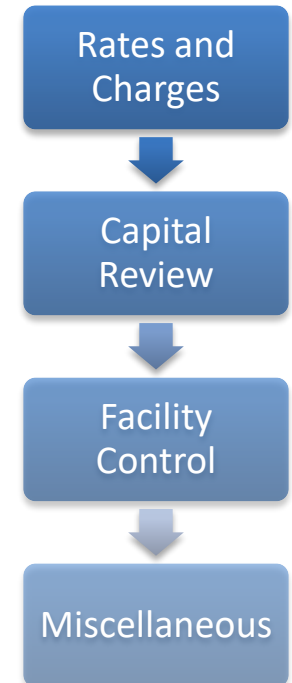 Rates and
Charges
Capital
Review
Facility
Control
Miscellaneous